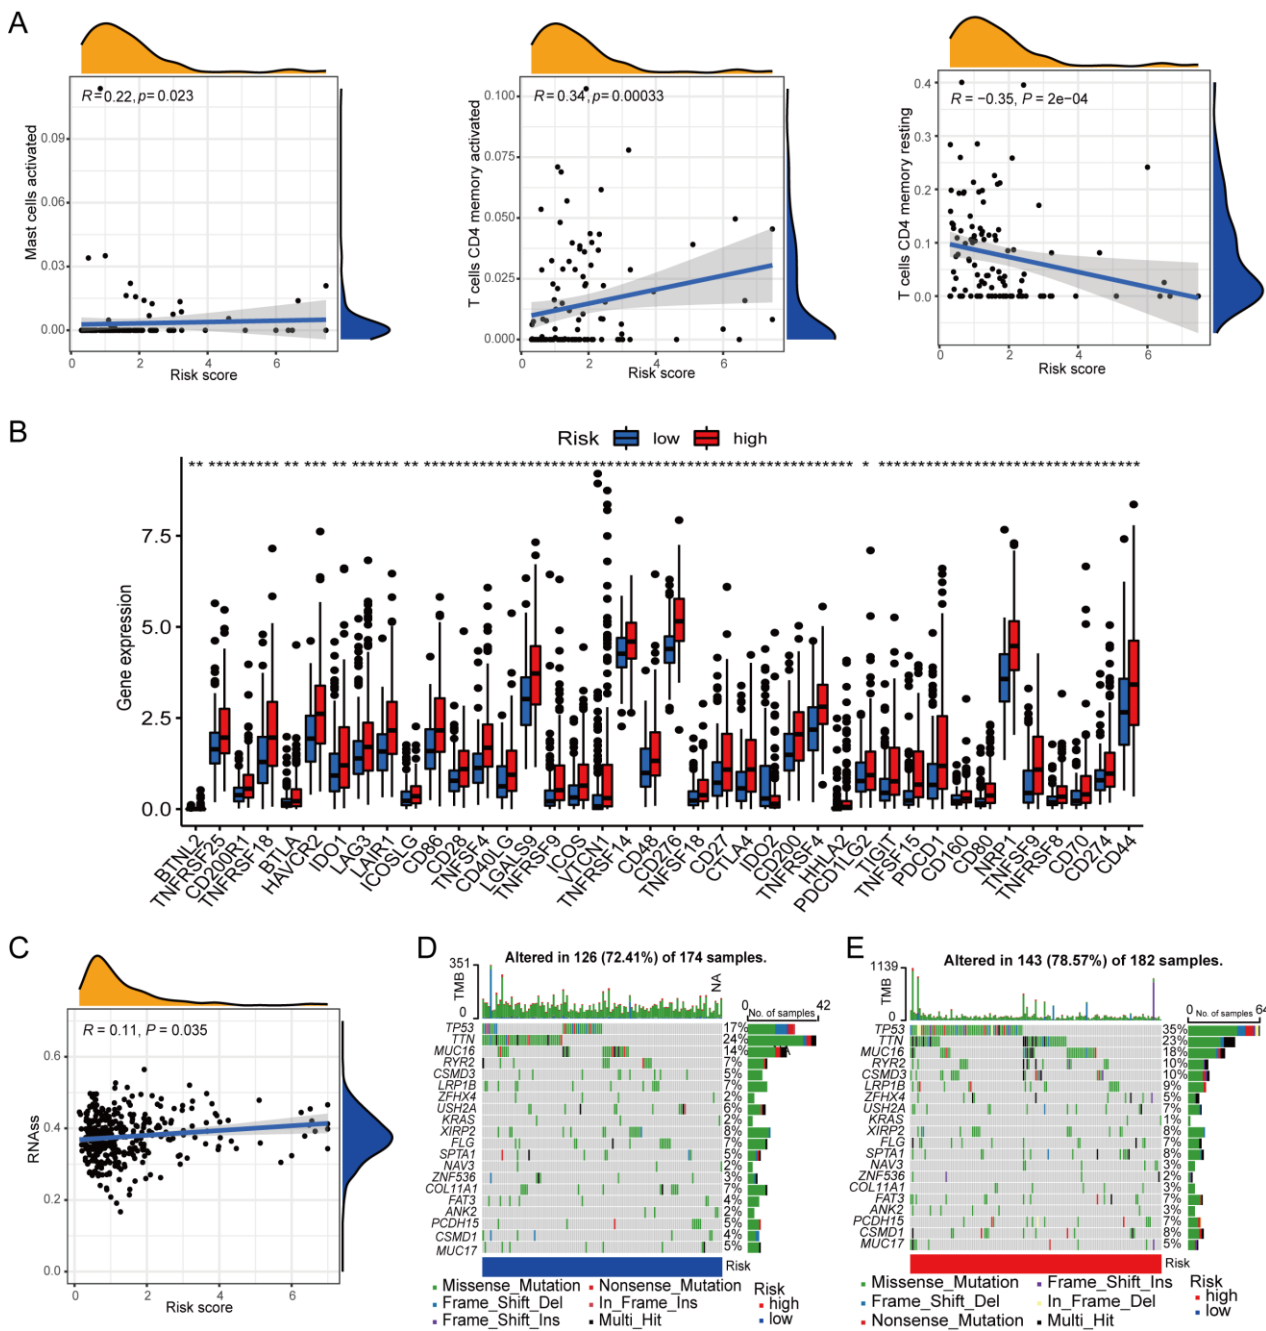 A
R=0.22, p=0.023
Mast cells activated
0.09
0.06
0.03
0.00
0
2
4
6
Risk score
R=0.34, p=0.00033
T cells CD4 memory activated
0.100
0.075
0.050
0.025
0.000
0
2
4
6
Risk score
R = −0.35, P = 2e−04
T cells CD4 memory resting
0.4
0.3
0.2
0.1
0.0
0
2
4
6
Risk score
B
Risk low high
Gene expression
7.5
5.0
2.5
0.0
BTNL2
TNFRSF25
CD200R1
TNFRSF18
BTLA
HAVCR2
IDO1
LAG3
LAIR1
ICOSLG
CD86
CD28
TNFSF4
CD40LG
LGALS9
TNFRSF9
ICOS
VTCN1
TNFRSF14
CD48
CD276
TNFSF18
CD27
CTLA4
IDO2
CD200
TNFRSF4
HHLA2
PDCD1LG2
TIGIT
TNFSF15
PDCD1
CD160
CD80
NRP1
TNFSF9
TNFRSF8
CD70
CD274
CD44
C
R = 0.11, P = 0.035
RNAss
0.6
0.4
0.2
0.0
0
2
4
6
Risk score
D
Altered in 126 (72.41%) of 174 samples.
351
TMB
0
NA
0 42
No. of samples
TP53 17%
TTN 24%
MUC16 14%
RYR2 7%
CSMD3 5%
LRP1B 7%
ZFHX4 2%
USH2A 6%
KRAS 2%
XIRP2 8%
FLG 7%
SPTA1 5%
NAV3 2%
ZNF536 3%
COL11A1 7%
FAT3 4%
ANK2 2%
PCDH15 5%
CSMD1 4%
MUC17 5%
Risk
Missense_Mutation
Frame_Shift_Del
Frame_Shift_Ins
Nonsense_Mutation
In_Frame_Ins
Multi_Hit
Risk
high
low
E
Altered in 143 (78.57%) of 182 samples.
1139
TMB
0
0 64
No. of samples
TP53 35%
TTN 23%
MUC16 18%
RYR2 10%
CSMD3 10%
LRP1B 9%
ZFHX4 5%
USH2A 7%
KRAS 1%
XIRP2 8%
FLG 7%
SPTA1 8%
NAV3 3%
ZNF536 2%
COL11A1 3%
FAT3 7%
ANK2 3%
PCDH15 7%
CSMD1 8%
MUC17 5%
Risk
Missense_Mutation
Frame_Shift_Del
Nonsense_Mutation
Frame_Shift_Ins
In_Frame_Del
Multi_Hit
Risk
high
low